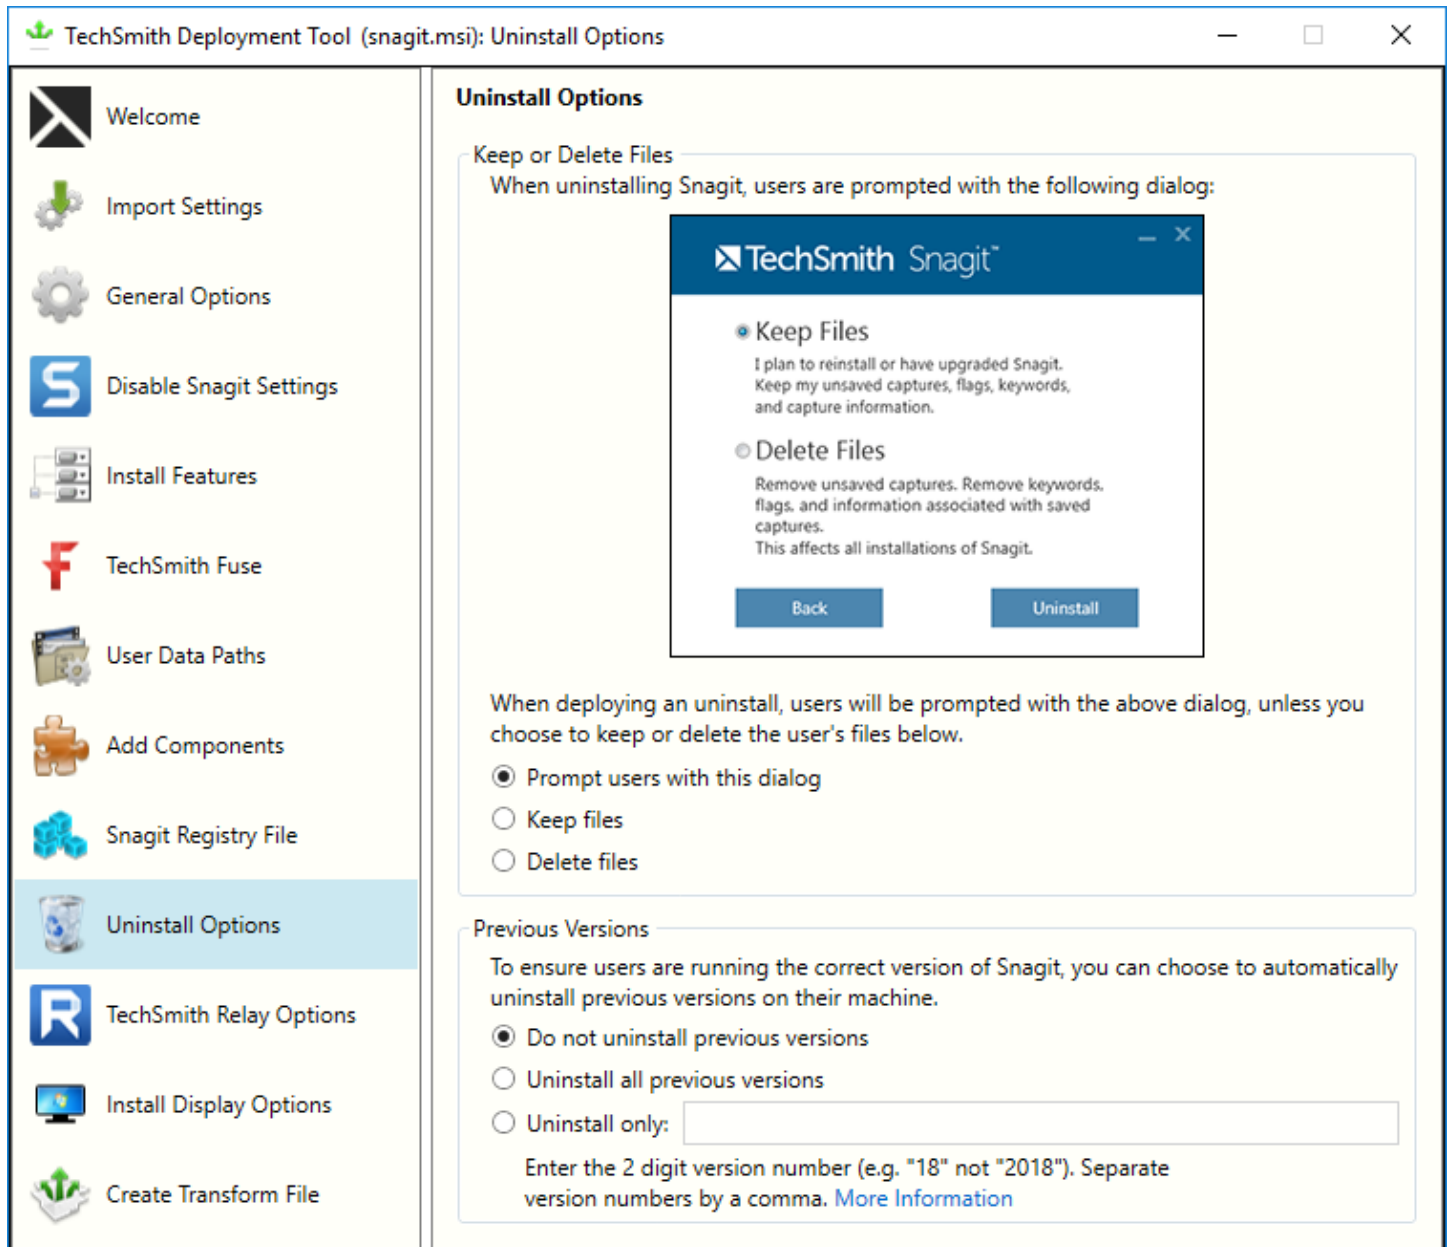 TechSmith Deployment Tool (snagit.msi): Uninstall Options
Welcome
Import Settings
General Options
Disable Snagit Settings
Install Features
TechSmith Fuse
User Data Paths
Add Components
Snagit Registry File
Uninstall Options
TechSmith Relay Options
Install Display Options
Create Transform File
Uninstall Options
Keep or Delete Files
When uninstalling Snagit, users are prompted with the following dialog:
TechSmith Snagit™
Keep Files
I plan to reinstall or have upgraded Snagit.
Keep my unsaved captures, flags, keywords,
and capture information.
Delete Files
Remove unsaved captures. Remove keywords,
flags, and information associated with saved
captures.
This affects all installations of Snagit.
Back
Uninstall
When deploying an uninstall, users will be prompted with the above dialog, unless you
choose to keep or delete the user's files below.
Prompt users with this dialog
Keep files
Delete files
Previous Versions
To ensure users are running the correct version of Snagit, you can choose to automatically
uninstall previous versions on their machine.
Do not uninstall previous versions
Uninstall all previous versions
Uninstall only:
Enter the 2 digit version number (e.g. "18" not "2018"). Separate
version numbers by a comma. More Information